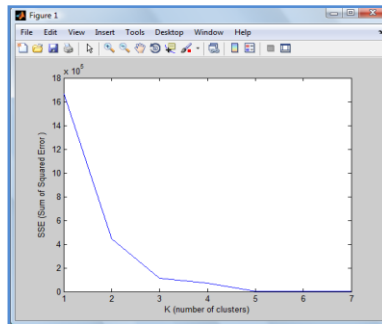 Figure 1
File Edit View Insert Tools Desktop Window Help
x 10^5
18
16
14
12
10
8
6
4
2
0
SSE (Sum of Squared Error )
1 2 3 4 5 6 7
K (number of clusters)